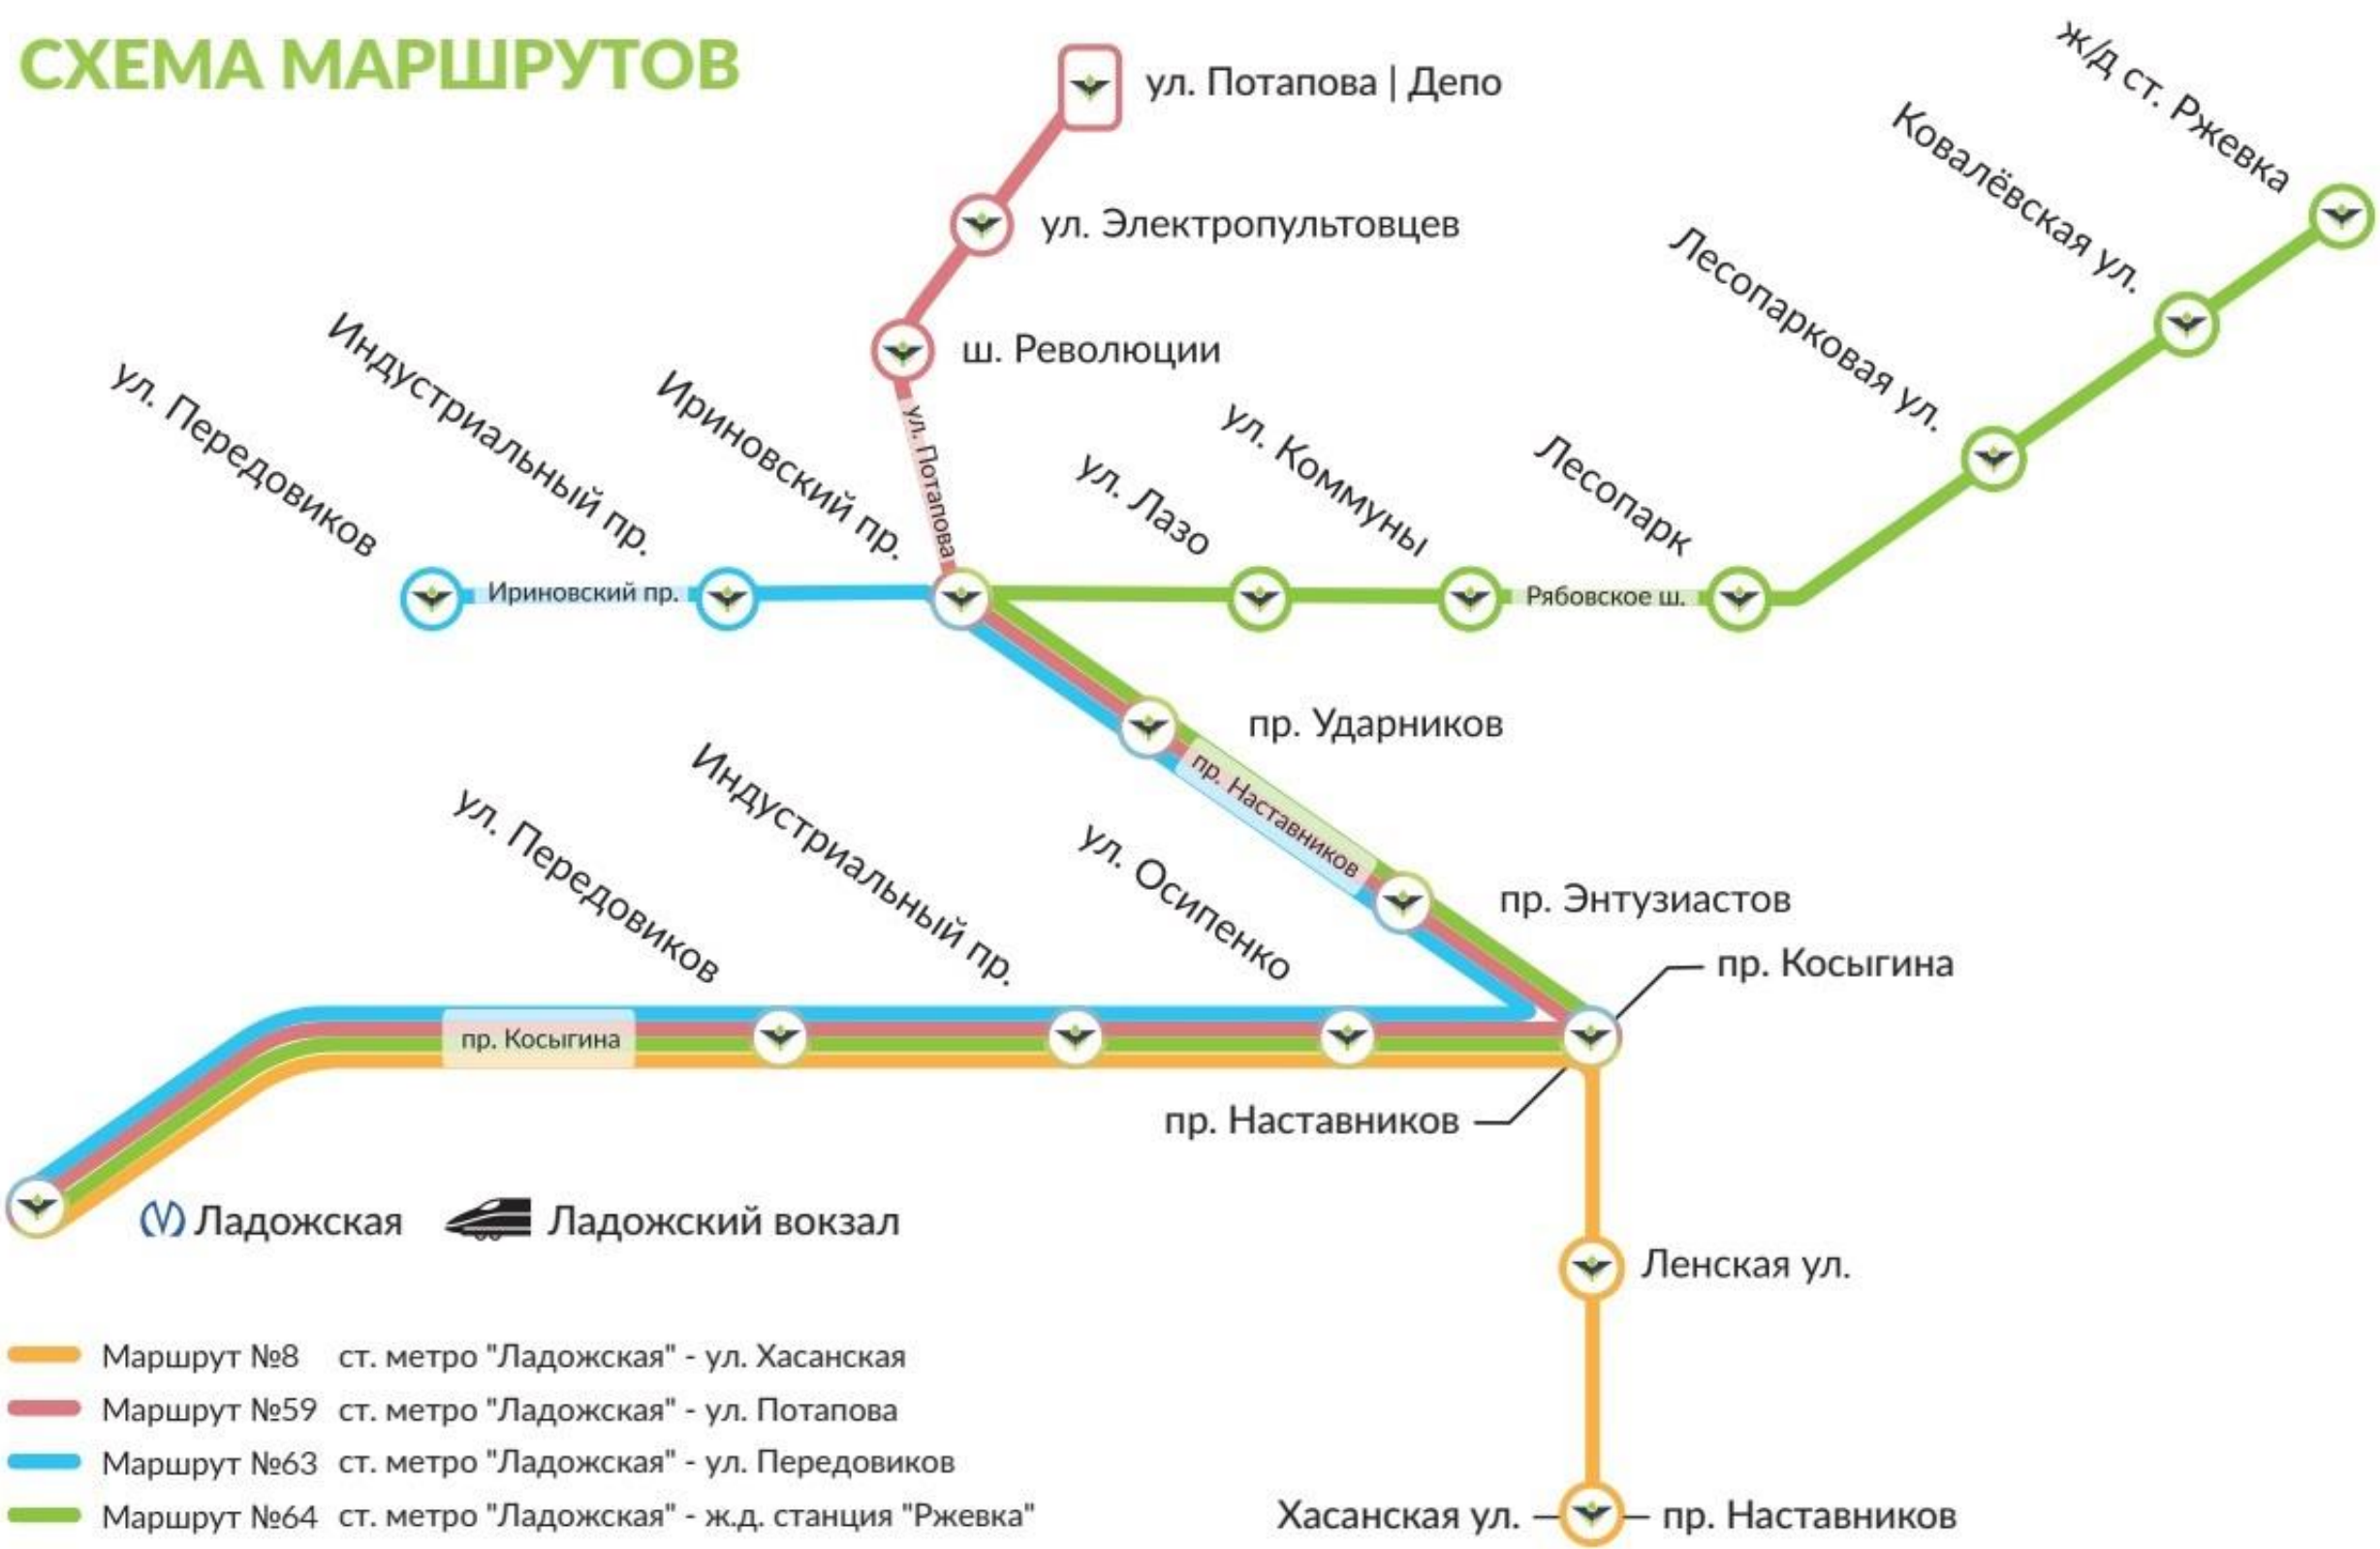 СХЕМА МАРШРУТОВ
ул. Потапова | Депо
ж/д ст. Ржевка
Ковалёвская ул.
ул. Электропультовцев
Лесопарковая ул.
ш. Революции
ул. Передовиков
Индустриальный пр.
Ириновский пр.
ул. Потапова
ул. Лазо
ул. Коммуны
Лесопарк
Ириновский пр.
Рябовское ш.
пр. Ударников
пр. Наставников
ул. Передовиков
Индустриальный пр.
ул. Осипенко
пр. Энтузиастов
пр. Косыгина
пр. Косыгина
пр. Наставников
Ладожская
Ладожский вокзал
Ленская ул.
Маршрут №8 ст. метро "Ладожская" - ул. Хасанская
Маршрут №59 ст. метро "Ладожская" - ул. Потапова
Маршрут №63 ст. метро "Ладожская" - ул. Передовиков
Маршрут №64 ст. метро "Ладожская" - ж.д. станция "Ржевка"
Хасанская ул.
пр. Наставников